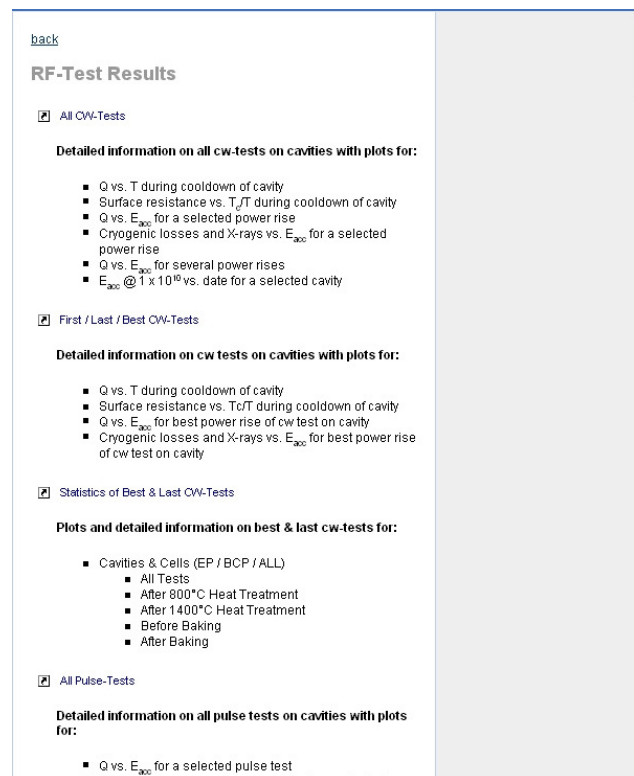 back
RF-Test Results
All CW-Tests
Detailed information on all cw-tests on cavities with plots for:
Q vs. T during cooldown of cavity
Surface resistance vs. Tc/T during cooldown of cavity
Q vs. Eacc for a selected power rise
Cryogenic losses and X-rays vs. Eacc for a selected
power rise
Q vs. Eacc for several power rises
Eacc @ 1 x 10¹⁰ vs. date for a selected cavity
First / Last / Best CW-Tests
Detailed information on cw tests on cavities with plots for:
Q vs. T during cooldown of cavity
Surface resistance vs. Tc/T during cooldown of cavity
Q vs. Eacc for best power rise of cw test on cavity
Cryogenic losses and X-rays vs. Eacc for best power rise
of cw test on cavity
Statistics of Best & Last CW-Tests
Plots and detailed information on best & last cw-tests for:
Cavities & Cells (EP / BCP / ALL)
All Tests
After 800°C Heat Treatment
After 1400°C Heat Treatment
Before Baking
After Baking
All Pulse-Tests
Detailed information on all pulse tests on cavities with plots
for:
Q vs. Eacc for a selected pulse test